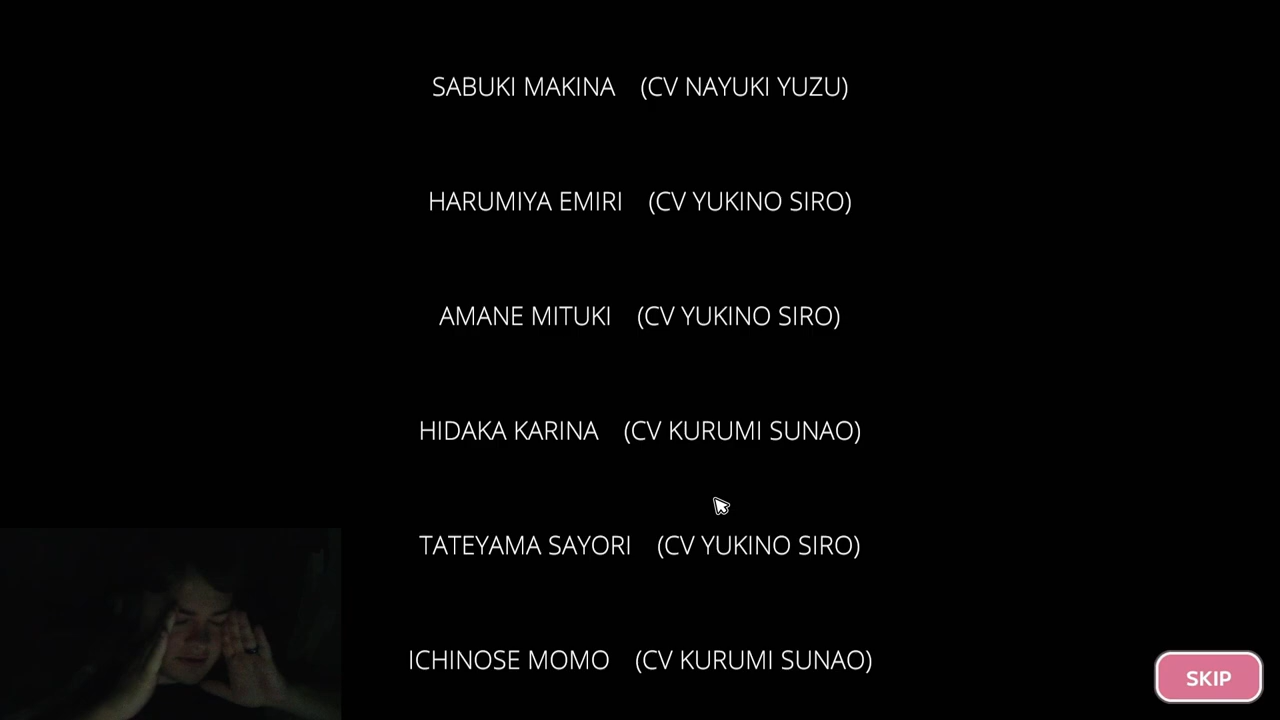 SABUKI MAKINA (CV NAYUKI YUZU)
HARUMIYA EMIRI (CV YUKINO SIRO)
AMANE MITUKI (CV YUKINO SIRO)
HIDAKA KARINA (CV KURUMI SUNAO)
TATEYAMA SAYORI (CV YUKINO SIRO)
ICHINOSE MOMO (CV KURUMI SUNAO)
SKIP